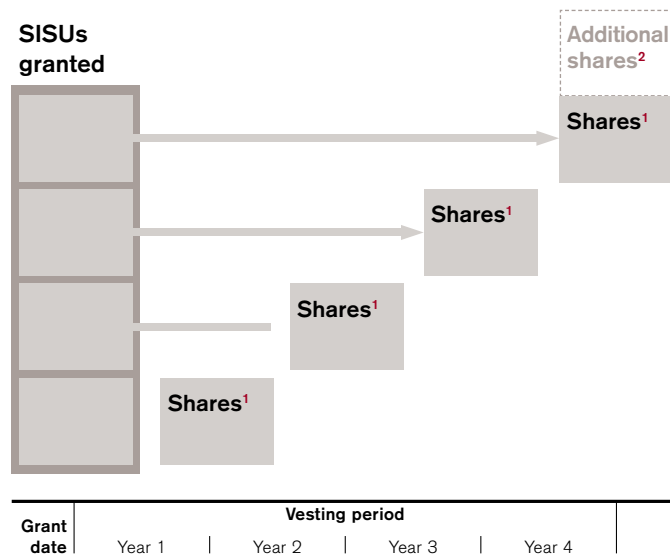 SISUs
granted
Additional
shares²
Shares¹
Shares¹
Shares¹
Shares¹
Vesting period
Grant
date
Year 1 Year 2 Year 3 Year 4